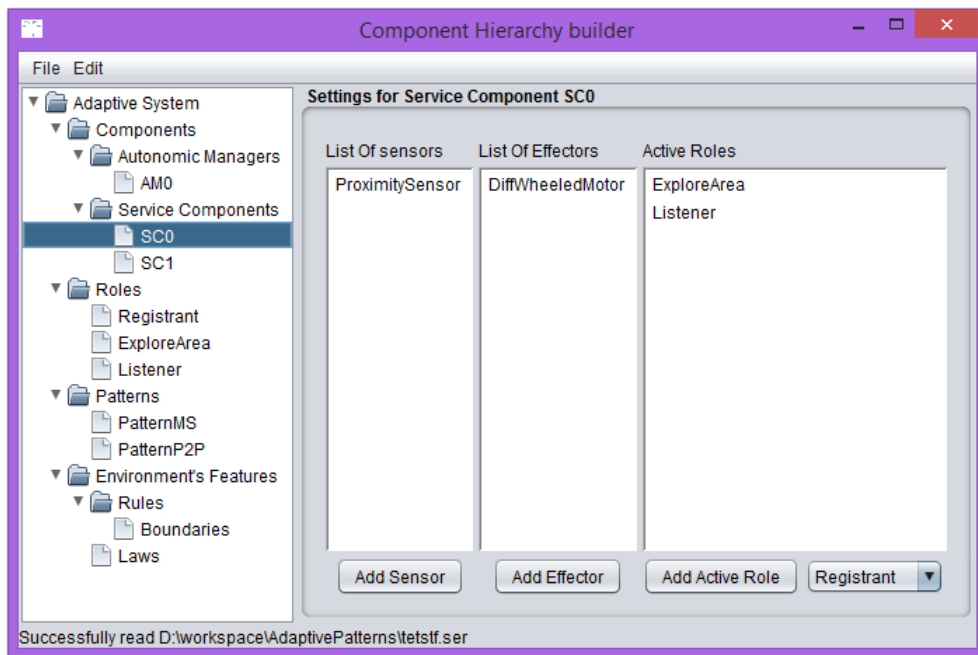 Component Hierarchy builder
File Edit
Adaptive System
Components
Autonomic Managers
AM0
Service Components
SC0
SC1
Roles
Registrant
ExploreArea
Listener
Patterns
PatternMS
PatternP2P
Environment's Features
Rules
Boundaries
Laws
Settings for Service Component SC0
List Of sensors List Of Effectors Active Roles
ProximitySensor DiffWheeledMotor ExploreArea
Listener
Add Sensor Add Effector Add Active Role Registrant
Successfully read D:\workspace\AdaptivePatterns\tetstf.ser